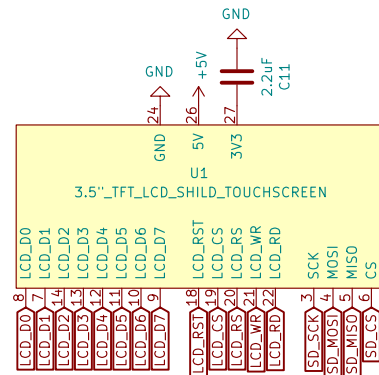 GND
GND
+5V
2.2uF
C11
24
26
27
GND
5V
3V3
U1
3.5''_TFT_LCD_SHILD_TOUCHSCREEN
LCD_D0
LCD_D1
LCD_D2
LCD_D3
LCD_D4
LCD_D5
LCD_D6
LCD_D7
LCD_RST
LCD_CS
LCD_RS
LCD_WR
LCD_RD
SCK
MOSI
MISO
CS
8
7
14
13
12
11
10
9
18
19
20
21
22
3
4
5
6
LCD_D0
LCD_D1
LCD_D2
LCD_D3
LCD_D4
LCD_D5
LCD_D6
LCD_D7
LCD_RST
LCD_CS
LCD_RS
LCD_WR
LCD_RD
SD_SCK
SD_MOSI
SD_MISO
SD_CS